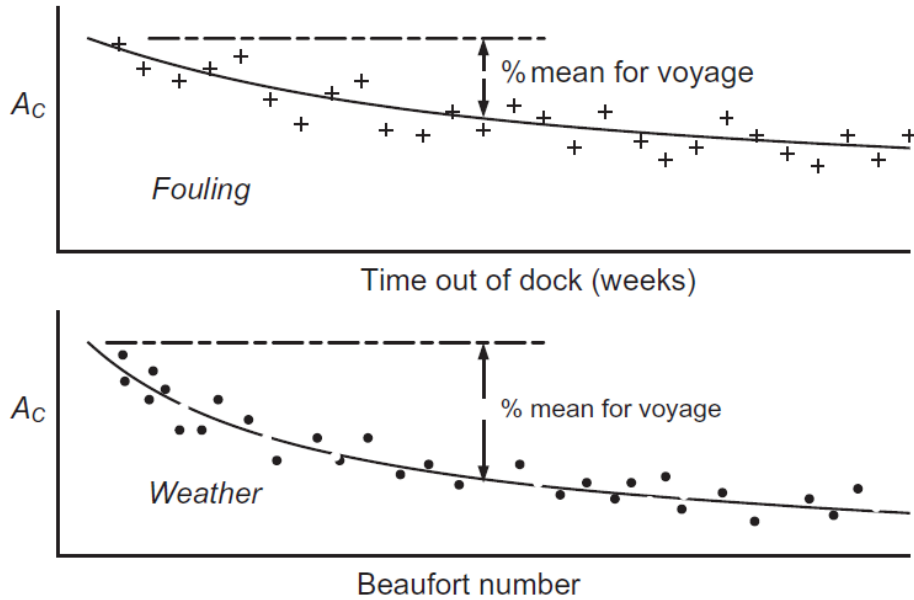 % mean for voyage
A_C
Fouling
Time out of dock (weeks)
A_C
% mean for voyage
Weather
Beaufort number